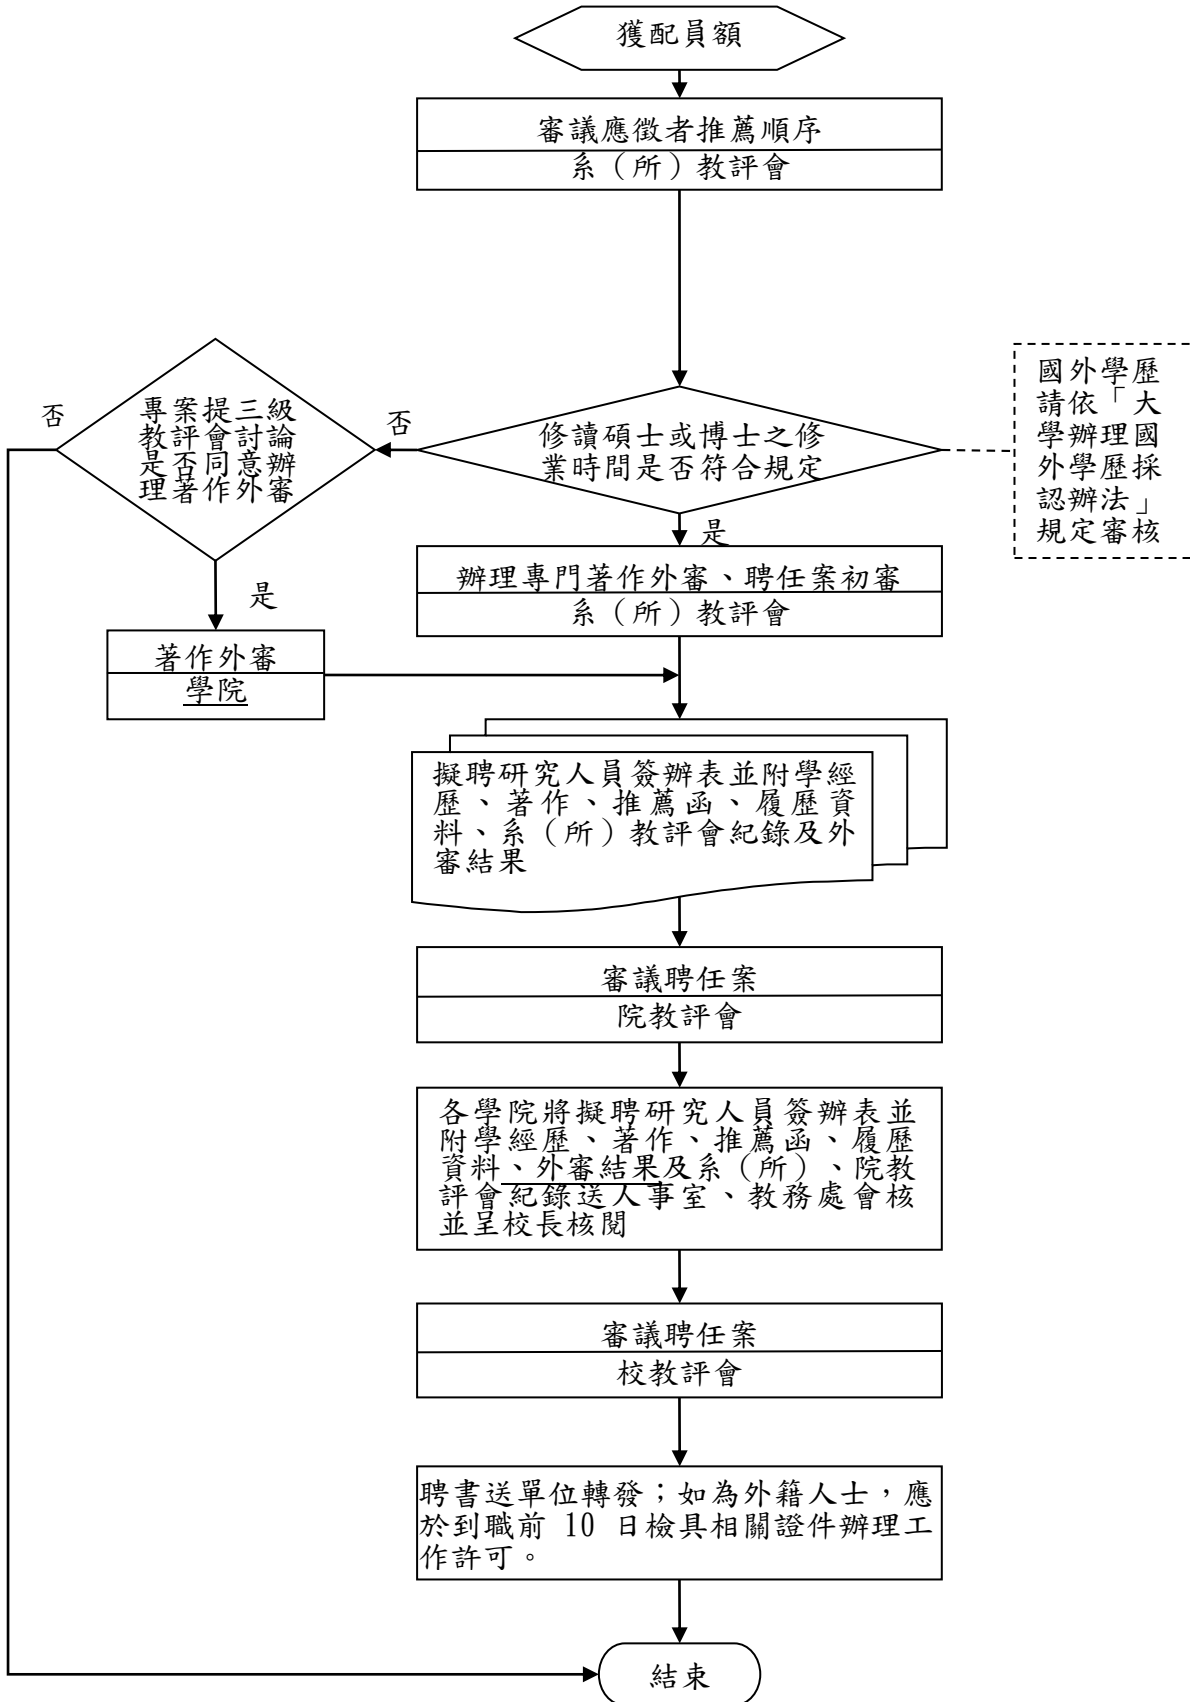 獲配員額
審議應徵者推薦順序
系（所）教評會
國外學歷
請依「大
學辦理國
外學歷採
認辦法」
規定審核
修讀碩士或博士之修
業時間是否符合規定
否
專案提三級
教評會討論
是否同意辦
理著作外審
否
是
辦理專門著作外審、聘任案初審
系（所）教評會
是
著作外審
學院
擬聘研究人員簽辦表並附學經
歷、著作、推薦函、履歷資
料、系（所）教評會紀錄及外
審結果
審議聘任案
院教評會
各學院將擬聘研究人員簽辦表並
附學經歷、著作、推薦函、履歷
資料、外審結果及系（所）、院教
評會紀錄送人事室、教務處會核
並呈校長核閱
審議聘任案
校教評會
聘書送單位轉發；如為外籍人士，應
於到職前 10 日檢具相關證件辦理工
作許可。
結束